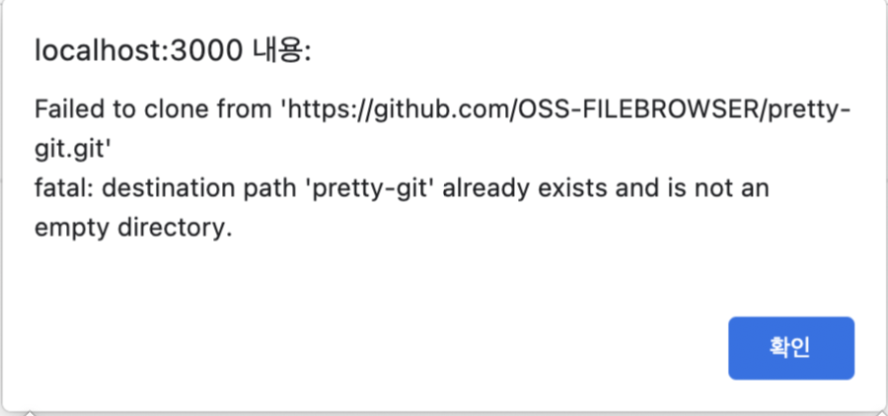 localhost:3000 내용:
Failed to clone from 'https://github.com/OSS-FILEBROWSER/pretty-
git.git'
fatal: destination path 'pretty-git' already exists and is not an
empty directory.
확인